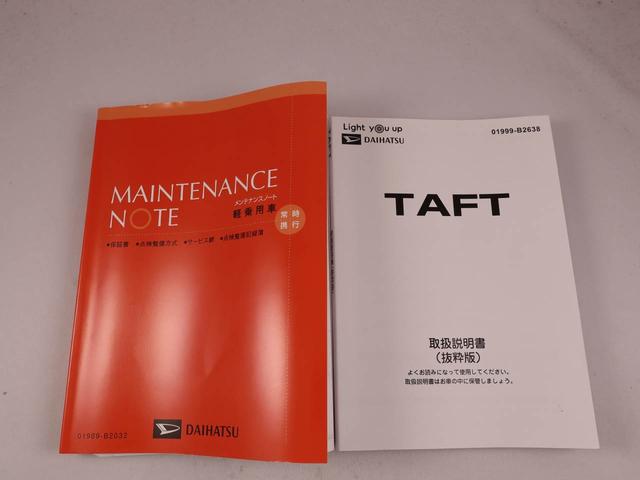 MAINTENANCE
NOTE
メンテナンスノート
軽乗用車
常時
携行
●保証書 ●点検整備方式 ●サービス網 ●点検整備記録簿
01989-B2032
DAIHATSU
Light you up
DAIHATSU
01999-B2638
TAFT
取扱説明書
（抜粋版）
よくお読みになって使用してください。
取扱説明書はお車の中に保管しましょう。